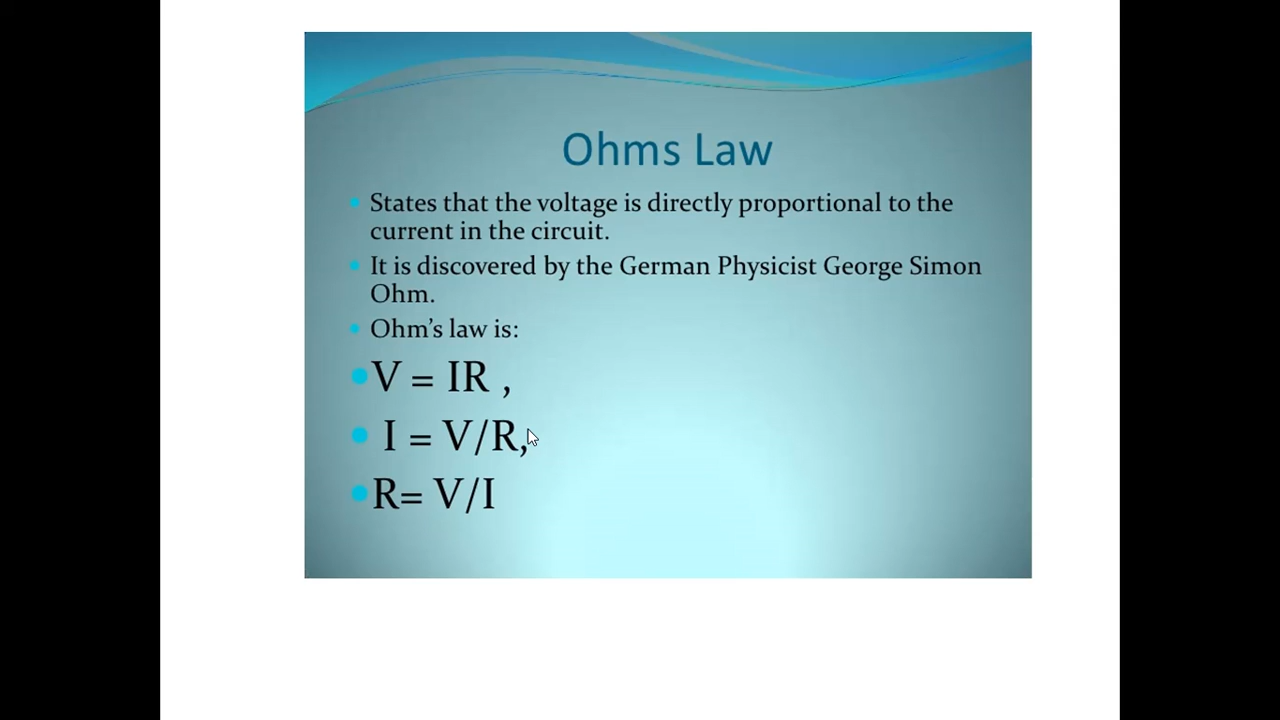 Ohms Law
States that the voltage is directly proportional to the
current in the circuit.
It is discovered by the German Physicist George Simon
Ohm.
Ohm’s law is:
V = IR ,
I = V/R,
R= V/I